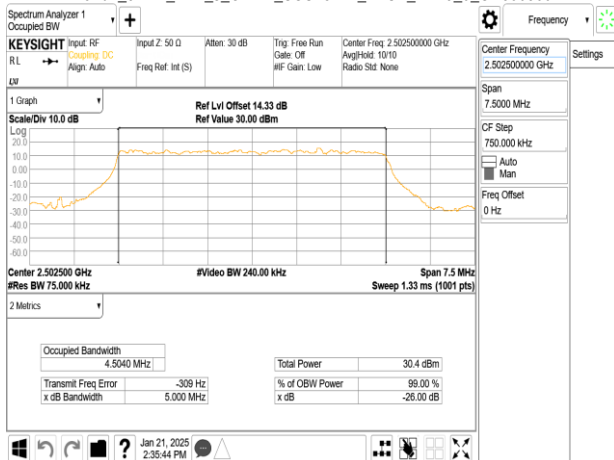 Spectrum Analyzer 1
Occupied BW
Frequency
KEYSIGHT
RL
LXI
Input: RF
Coupling: DC
Align: Auto
Input Z: 50 Ω
Freq Ref: Int (S)
Atten: 30 dB
Trig: Free Run
Gate: Off
#IF Gain: Low
Center Freq: 2.502500000 GHz
Avg|Hold: 10/10
Radio Std: None
Center Frequency
2.502500000 GHz
Settings
Span
7.5000 MHz
CF Step
750.000 kHz
Auto
Man
Freq Offset
0 Hz
1 Graph
Scale/Div 10.0 dB
Ref Lvl Offset 14.33 dB
Ref Value 30.00 dBm
Log
20.0
10.0
0.00
-10.0
-20.0
-30.0
-40.0
-50.0
-60.0
Center 2.502500 GHz
#Video BW 240.00 kHz
Span 7.5 MHz
#Res BW 75.000 kHz
Sweep 1.33 ms (1001 pts)
2 Metrics
Occupied Bandwidth
4.5040 MHz
Total Power 30.4 dBm
Transmit Freq Error -309 Hz
% of OBW Power 99.00 %
x dB Bandwidth 5.000 MHz
x dB -26.00 dB
?
Jan 21, 2025
2:35:44 PM